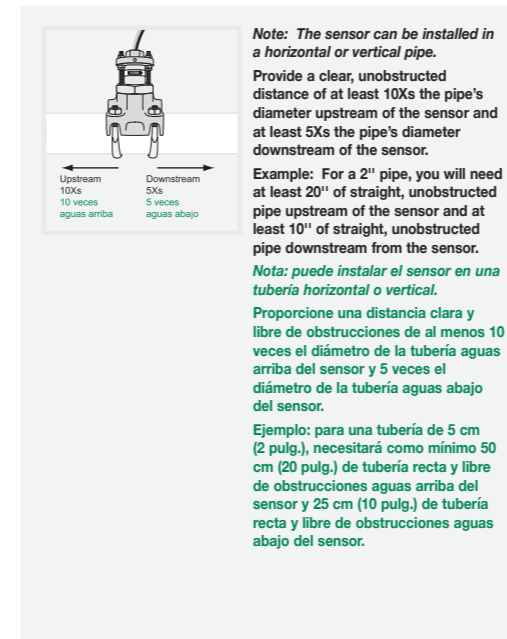 Upstream
10Xs
10 veces
aguas arriba
Downstream
5Xs
5 veces
aguas abajo
Note: The sensor can be installed in
a horizontal or vertical pipe.
Provide a clear, unobstructed
distance of at least 10Xs the pipe's
diameter upstream of the sensor and
at least 5Xs the pipe's diameter
downstream of the sensor.
Example: For a 2" pipe, you will need
at least 20" of straight, unobstructed
pipe upstream of the sensor and at
least 10" of straight, unobstructed
pipe downstream from the sensor.
Nota: puede instalar el sensor en una
tubería horizontal o vertical.
Proporcione una distancia clara y
libre de obstrucciones de al menos 10
veces el diámetro de la tubería aguas
arriba del sensor y 5 veces el
diámetro de la tubería aguas abajo
del sensor.
Ejemplo: para una tubería de 5 cm
(2 pulg.), necesitará como mínimo 50
cm (20 pulg.) de tubería recta y libre
de obstrucciones aguas arriba del
sensor y 25 cm (10 pulg.) de tubería
recta y libre de obstrucciones aguas
abajo del sensor.